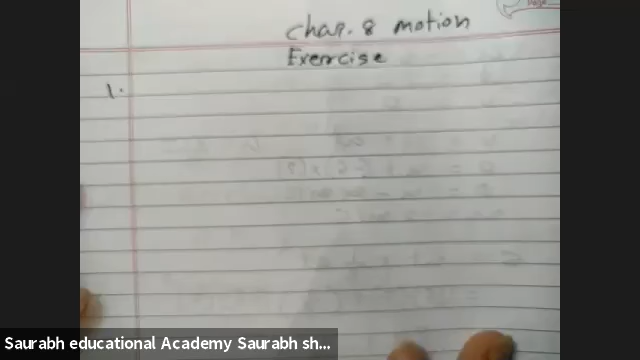 Chap. 8 motion
Exercise
1.
Saurabh educational Academy Saurabh sh...